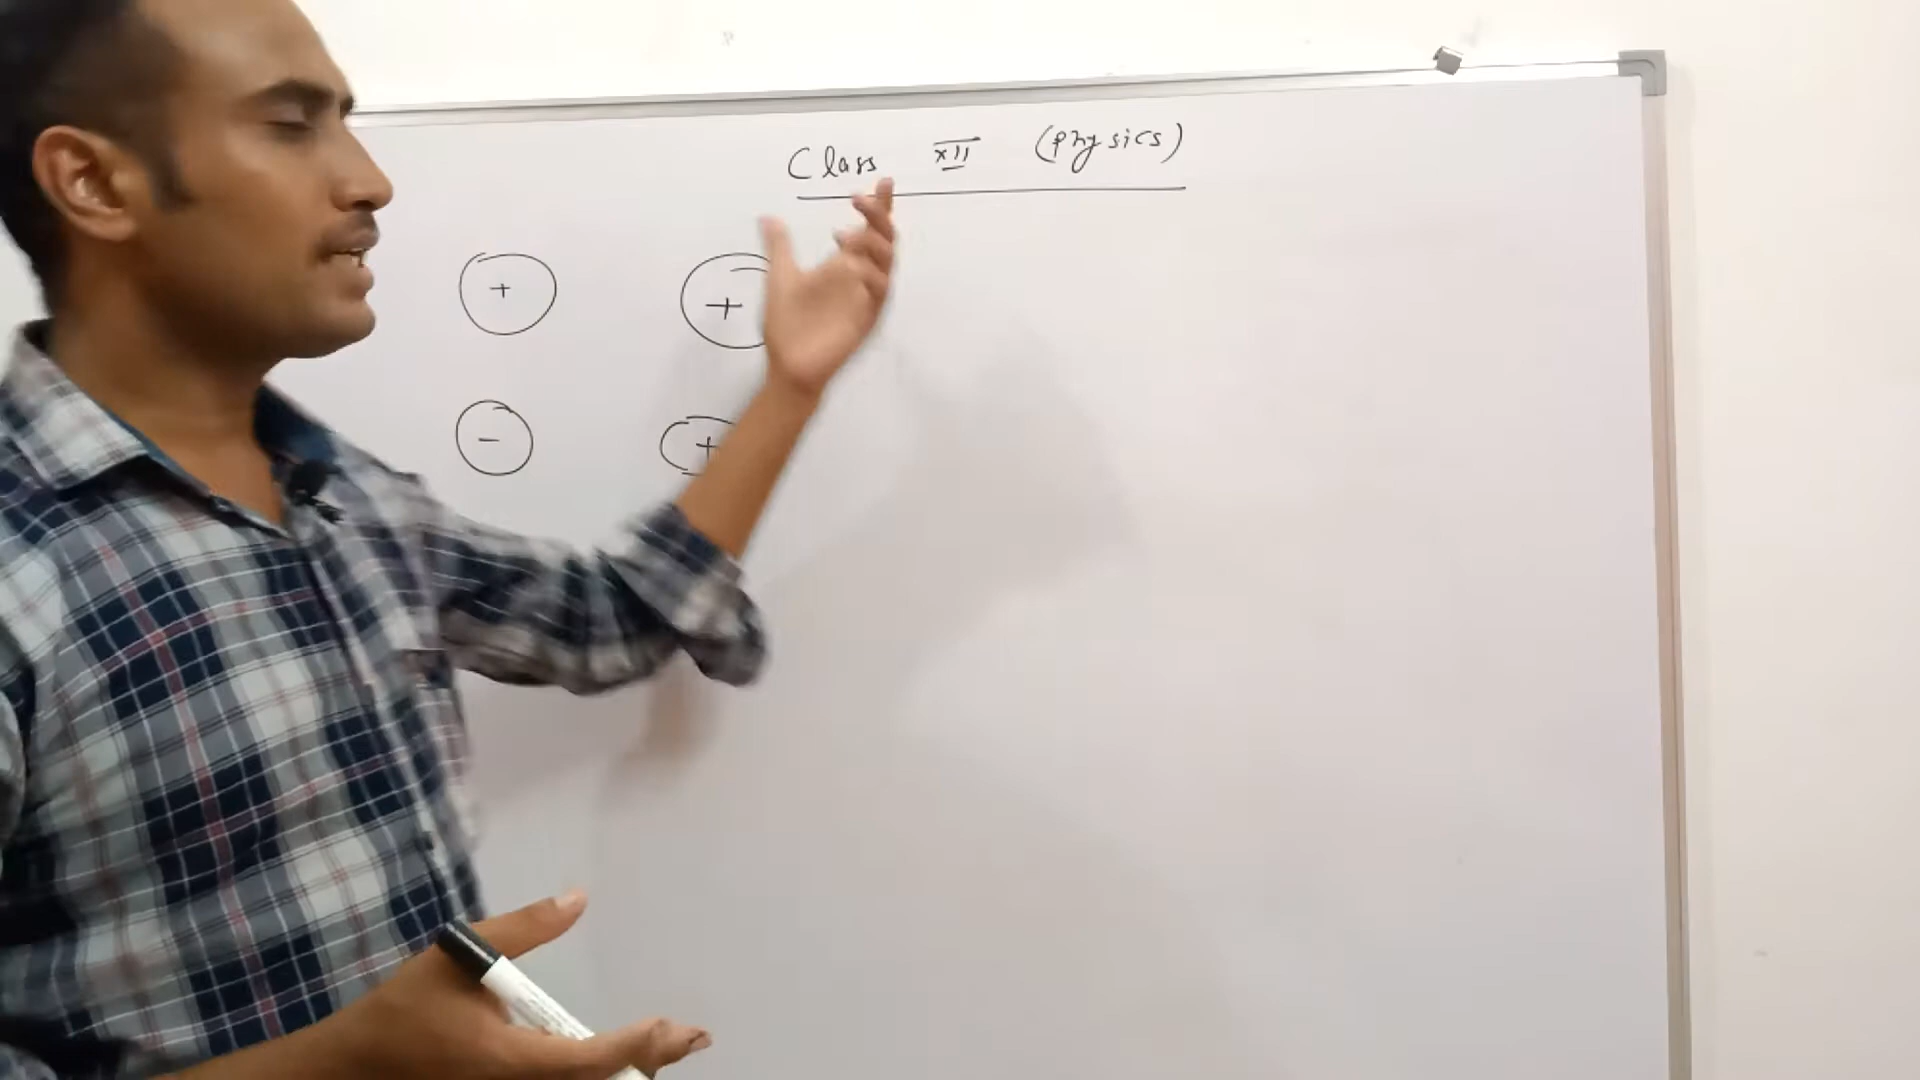 Class XII (Physics)
+ +
- +